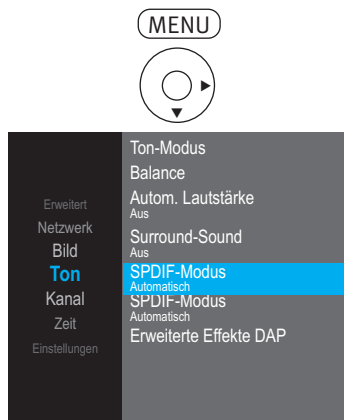 MENU
Erweitert
Netzwerk
Bild
Ton
Kanal
Zeit
Einstellungen
Ton-Modus
Balance
Autom. Lautstärke
Aus
Surround-Sound
Aus
SPDIF-Modus
Automatisch
SPDIF-Modus
Automatisch
Erweiterte Effekte DAP